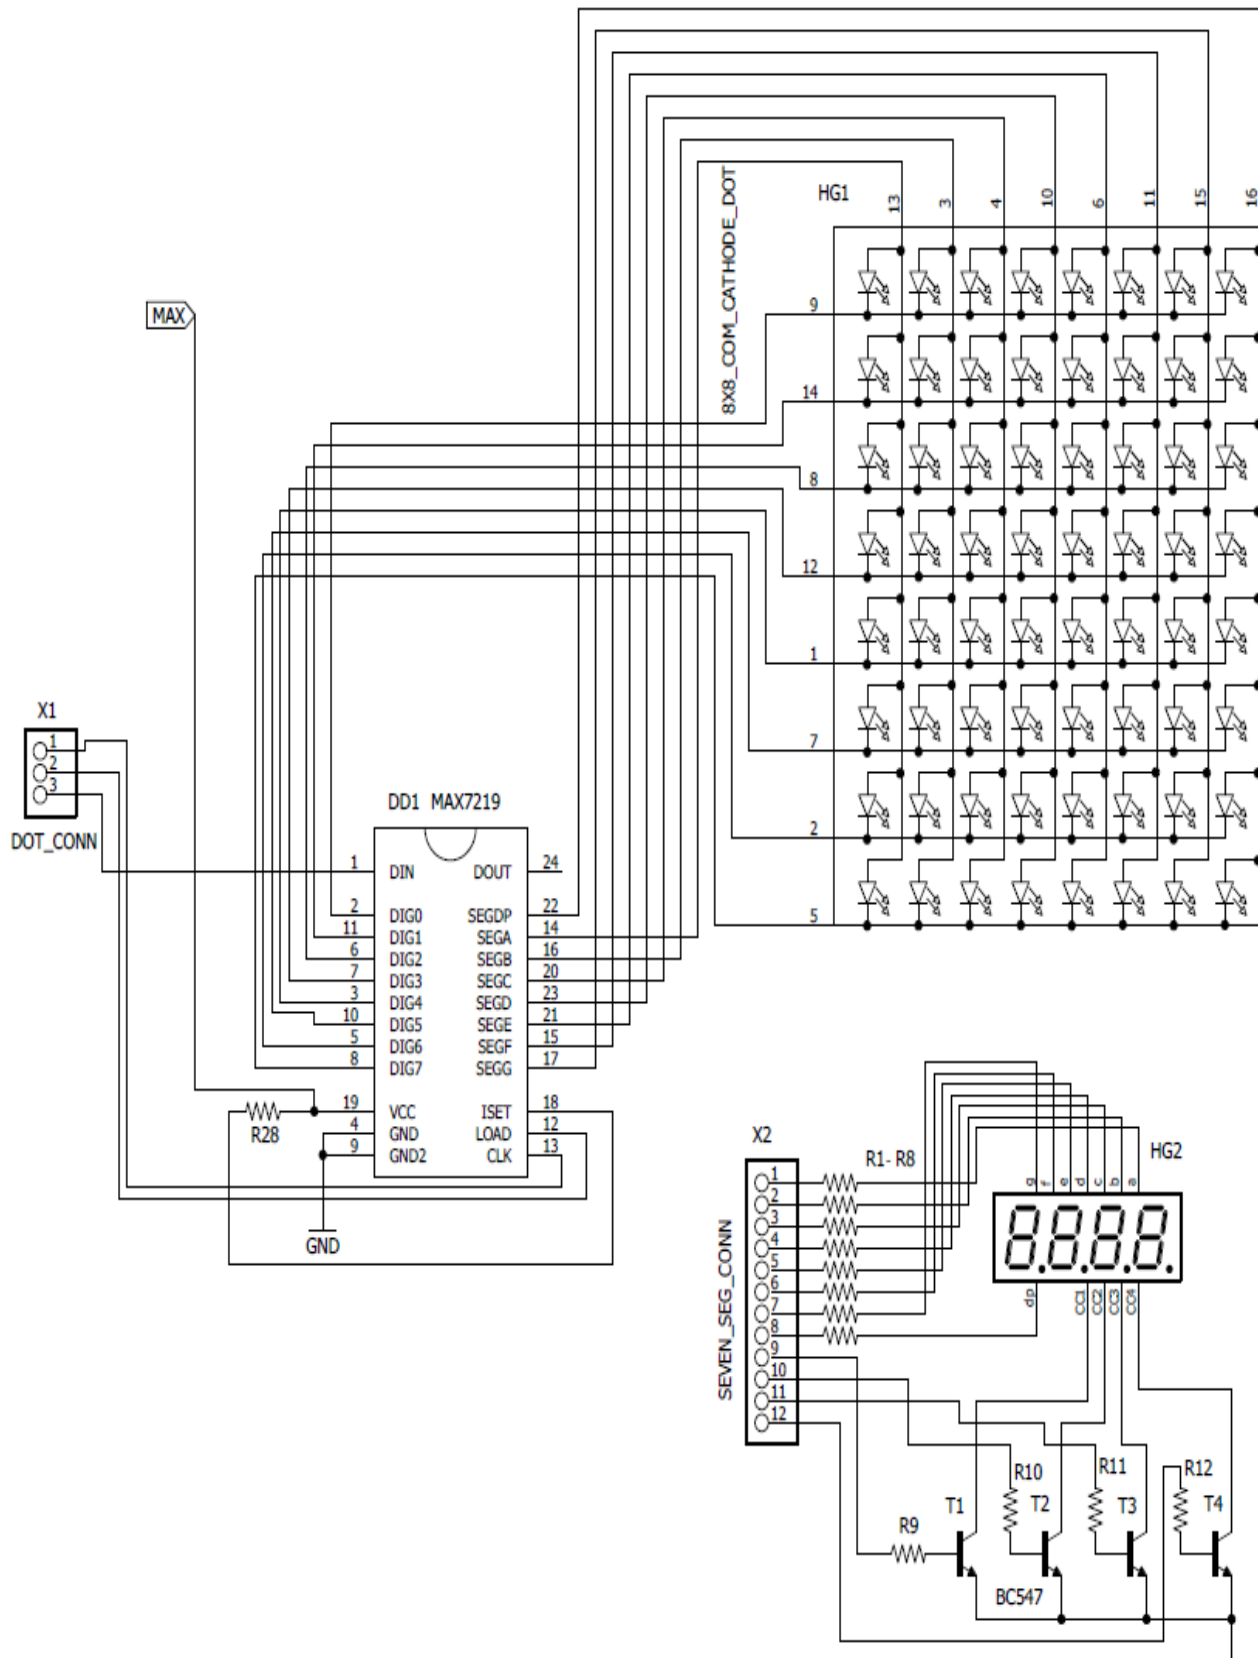 HG1
8X8_COM_CATHODE_DOT
13
3
4
10
6
11
15
16
9
14
8
12
1
7
2
5
MAX
X1
1
2
3
DOT_CONN
DD1 MAX7219
1 DIN DOUT 24
2 DIG0 SEGDP 22
11 DIG1 SEGA 14
6 DIG2 SEGB 16
7 DIG3 SEGC 20
3 DIG4 SEGD 23
10 DIG5 SEGE 21
5 DIG6 SEGF 15
8 DIG7 SEGG 17
19 VCC ISET 18
4 GND LOAD 12
9 GND2 CLK 13
R28
GND
X2
SEVEN_SEG_CONN
1
2
3
4
5
6
7
8
9
10
11
12
R1- R8
HG2
g f e d c b a
8.8.8.8.
dp CC1 CC2 CC3 CC4
R9
R10
R11
R12
T1
T2
T3
T4
BC547